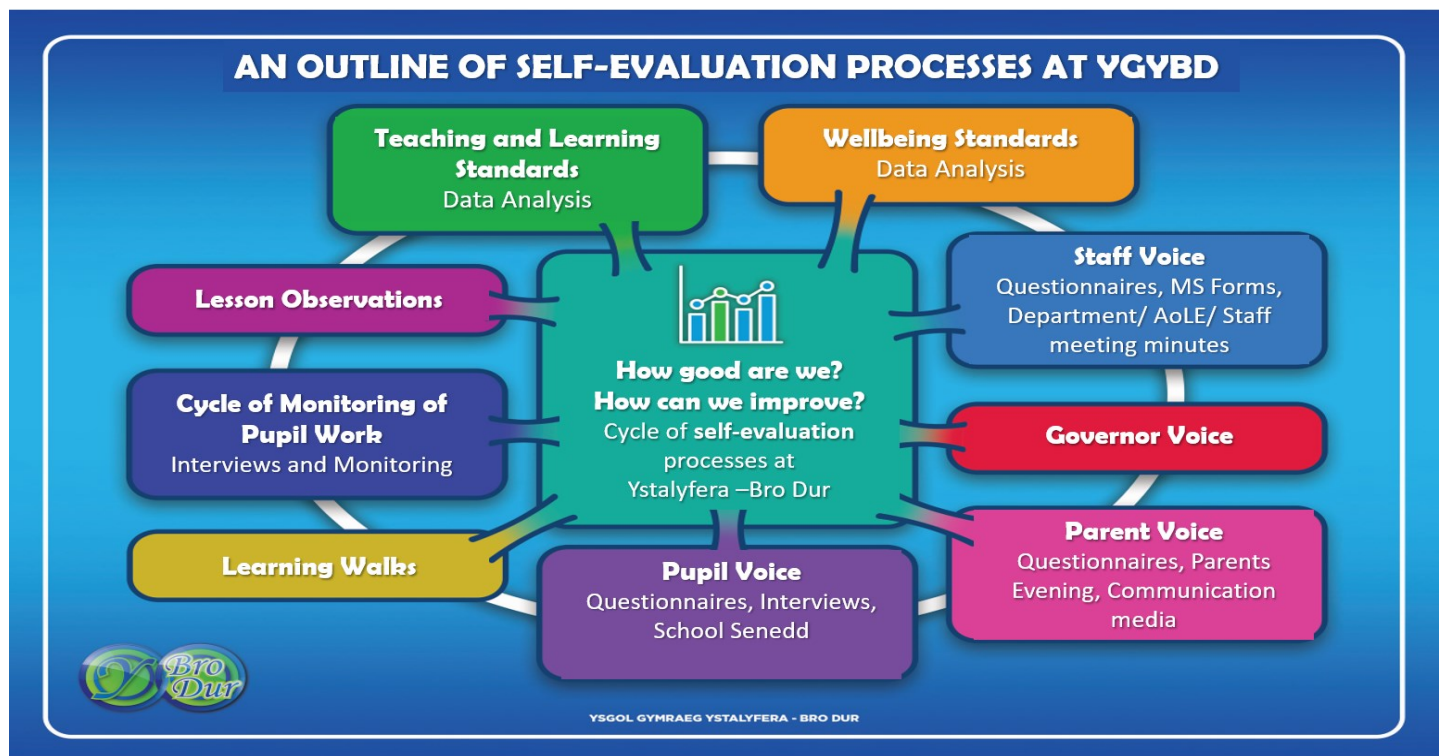 AN OUTLINE OF SELF-EVALUATION PROCESSES AT YGYBD
Teaching and Learning
Standards
Data Analysis
Wellbeing Standards
Data Analysis
Staff Voice
Questionnaires, MS Forms,
Department/ AoLE/ Staff
meeting minutes
Governor Voice
Parent Voice
Questionnaires, Parents
Evening, Communication
media
Pupil Voice
Questionnaires, Interviews,
School Senedd
Learning Walks
Cycle of Monitoring of
Pupil Work
Interviews and Monitoring
Lesson Observations
How good are we?
How can we improve?
Cycle of self-evaluation
processes at
Ystalyfera –Bro Dur
Y Bro
Dur
YSGOL GYMRAEG YSTALYFERA - BRO DUR